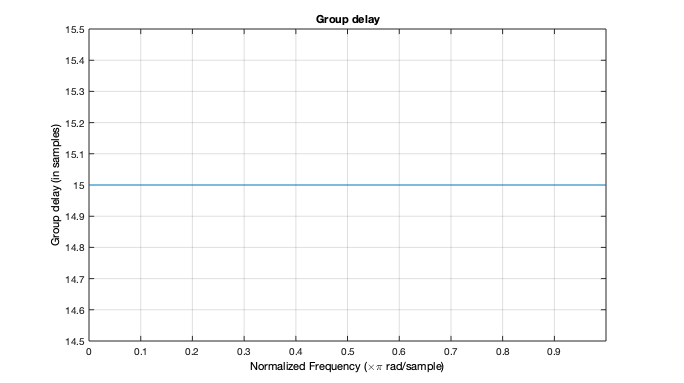 Group delay
15.5
15.4
15.3
15.2
15.1
15
14.9
14.8
14.7
14.6
14.5
Group delay (in samples)
0 0.1 0.2 0.3 0.4 0.5 0.6 0.7 0.8 0.9
Normalized Frequency (×π rad/sample)